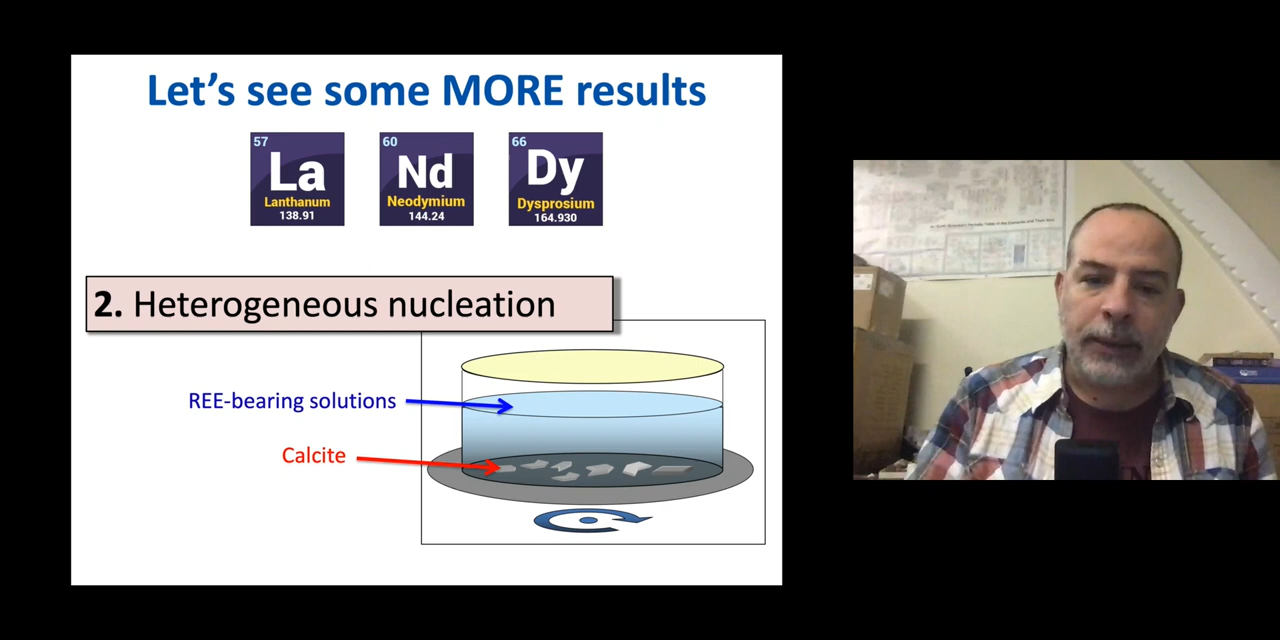 Let's see some MORE results
57
La
Lanthanum
138.91
60
Nd
Neodymium
144.24
66
Dy
Dysprosium
164.930
2. Heterogeneous nucleation
REE-bearing solutions
Calcite